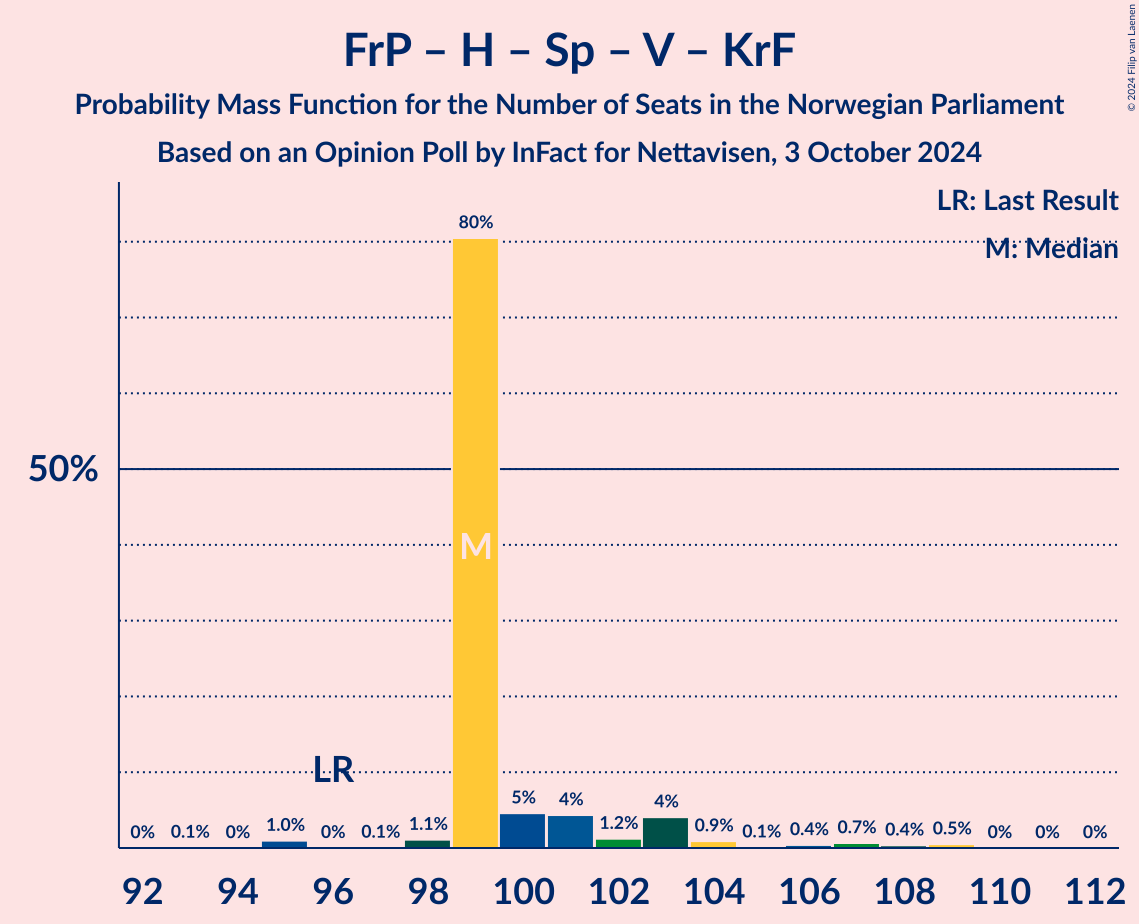 FrP – H – Sp – V – KrF
Probability Mass Function for the Number of Seats in the Norwegian Parliament
Based on an Opinion Poll by InFact for Nettavisen, 3 October 2024
© 2024 Filip van Laenen
LR: Last Result
M: Median
80%
50%
M
LR
0% 0.1% 0% 1.0% 0% 0.1% 1.1% 5% 4% 1.2% 4% 0.9% 0.1% 0.4% 0.7% 0.4% 0.5% 0% 0% 0%
92 94 96 98 100 102 104 106 108 110 112